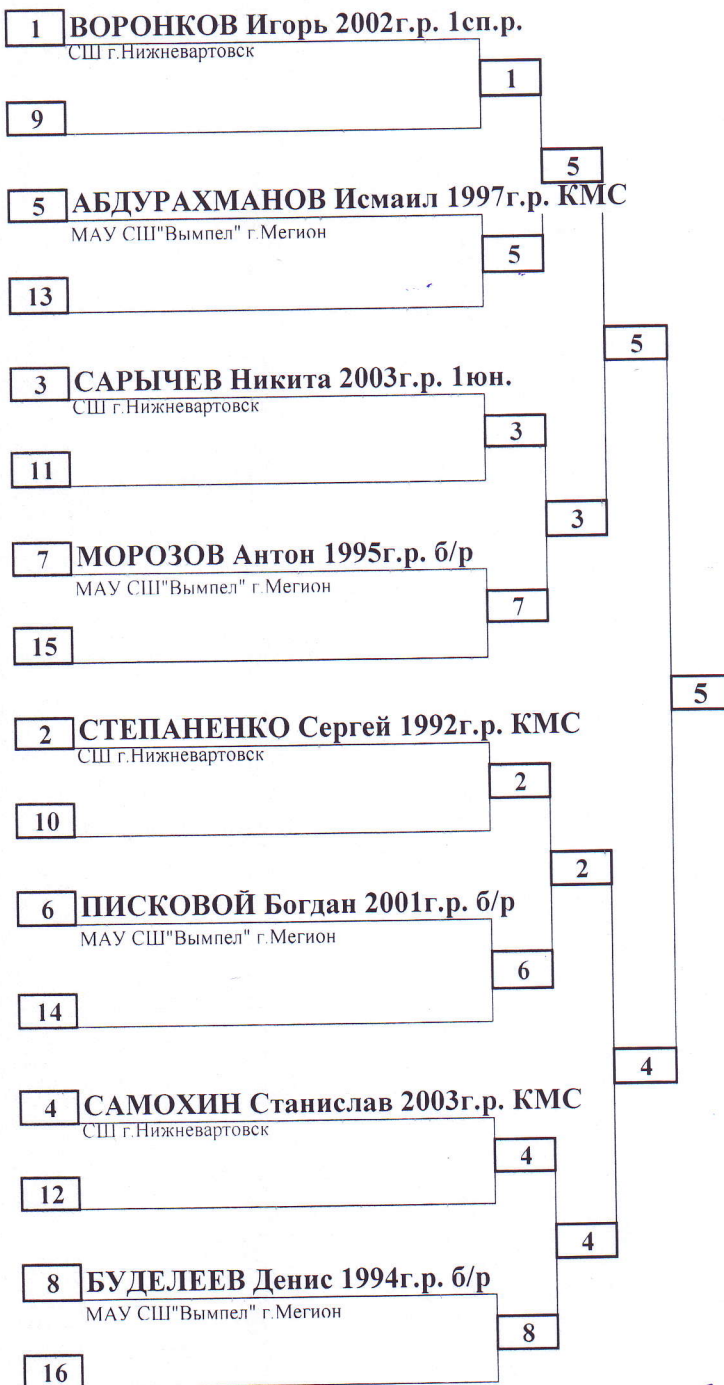 1 ВОРОНКОВ Игорь 2002г.р. 1сп.р.
СШ г.Нижневартовск
1
9
5
5 АБДУРАХМАНОВ Исмаил 1997г.р. КМС
МАУ СШ"Вымпел" г.Мегион
5
13
5
3 САРЫЧЕВ Никита 2003г.р. 1юн.
СШ г.Нижневартовск
3
11
3
7 МОРОЗОВ Антон 1995г.р. б/р
МАУ СШ"Вымпел" г.Мегион
7
15
5
2 СТЕПАНЕНКО Сергей 1992г.р. КМС
СШ г.Нижневартовск
2
10
2
6 ПИСКОВОЙ Богдан 2001г.р. б/р
МАУ СШ"Вымпел" г.Мегион
6
14
4
4 САМОХИН Станислав 2003г.р. КМС
СШ г.Нижневартовск
4
12
4
8 БУДЕЛЕЕВ Денис 1994г.р. б/р
МАУ СШ"Вымпел" г.Мегион
8
16